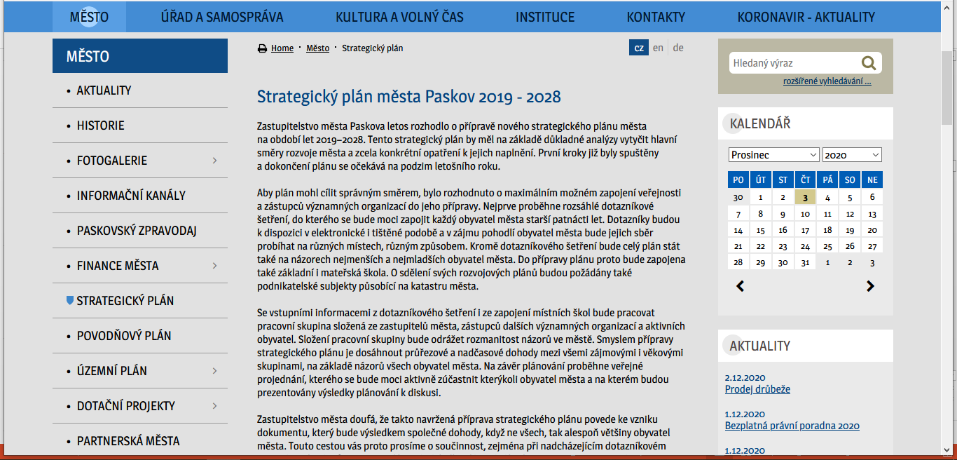 MĚSTO
ÚŘAD A SAMOSPRÁVA
KULTURA A VOLNÝ ČAS
INSTITUCE
KONTAKTY
KORONAVIR - AKTUALITY
MĚSTO
• AKTUALITY
• HISTORIE
• FOTOGALERIE
• INFORMAČNÍ KANÁLY
• PASKOVSKÝ ZPRAVODAJ
• FINANCE MĚSTA
STRATEGICKÝ PLÁN
• POVODŇOVÝ PLÁN
• ÚZEMNÍ PLÁN
• DOTAČNÍ PROJEKTY
• PARTNERSKÁ MĚSTA
Home • Město • Strategický plán
cz en de
Strategický plán města Paskov 2019 - 2028
Zastupitelstvo města Paskova letos rozhodlo o přípravě nového strategického plánu města
na období let 2019–2028. Tento strategický plán by měl na základě důkladné analýzy vytyčit hlavní
směry rozvoje města a zcela konkrétní opatření k jejich naplnění. První kroky již byly spuštěny
a dokončení plánu se očekává na podzim letošního roku.
Aby plán mohl cílit správným směrem, bylo rozhodnuto o maximálním možném zapojení veřejnosti
a zástupců významných organizací do jeho přípravy. Nejprve proběhne rozsáhlé dotazníkové
šetření, do kterého se bude moci zapojit každý obyvatel města starší patnácti let. Dotazníky budou
k dispozici v elektronické i tištěné podobě a v zájmu pohodlí obyvatel města bude jejich sběr
probíhat na různých místech, různým způsobem. Kromě dotazníkového šetření bude celý plán stát
také na názorech nejmenších a nejmladších obyvatel města. Do přípravy plánu proto bude zapojena
také základní i mateřská škola. O sdělení svých rozvojových plánů budou požádány také
podnikatelské subjekty působící na katastru města.
Se vstupními informacemi z dotazníkového šetření i ze zapojení místních škol bude pracovat
pracovní skupina složená ze zastupitelů města, zástupců dalších významných organizací a aktivních
obyvatel. Složení pracovní skupiny bude odrážet rozmanitost názorů ve městě. Smyslem přípravy
strategického plánu je dosáhnout průřezové a nadčasové dohody mezi všemi zájmovými i věkovými
skupinami, na základě názorů všech obyvatel města. Na závěr plánování proběhne veřejné
projednání, kterého se bude moci aktivně zúčastnit kterýkoli obyvatel města a na kterém budou
prezentovány výsledky plánování k diskusi.
Zastupitelstvo města doufá, že takto navržená příprava strategického plánu povede ke vzniku
dokumentu, který bude výsledkem společné dohody, když ne všech, tak alespoň většiny obyvatel
města. Touto cestou vás proto prosíme o součinnost, zejména při nadcházejícím dotazníkovém
Hledaný výraz
rozšířené vyhledávání ...
KALENDÁŘ
Prosinec 2020
PO ÚT ST ČT PÁ SO NE
30 1 2 3 4 5 6
7 8 9 10 11 12 13
14 15 16 17 18 19 20
21 22 23 24 25 26 27
28 29 30 31 1 2 3
AKTUALITY
2.12.2020
Prodej drůbeže
1.12.2020
Bezplatná právní poradna 2020
1.12.2020